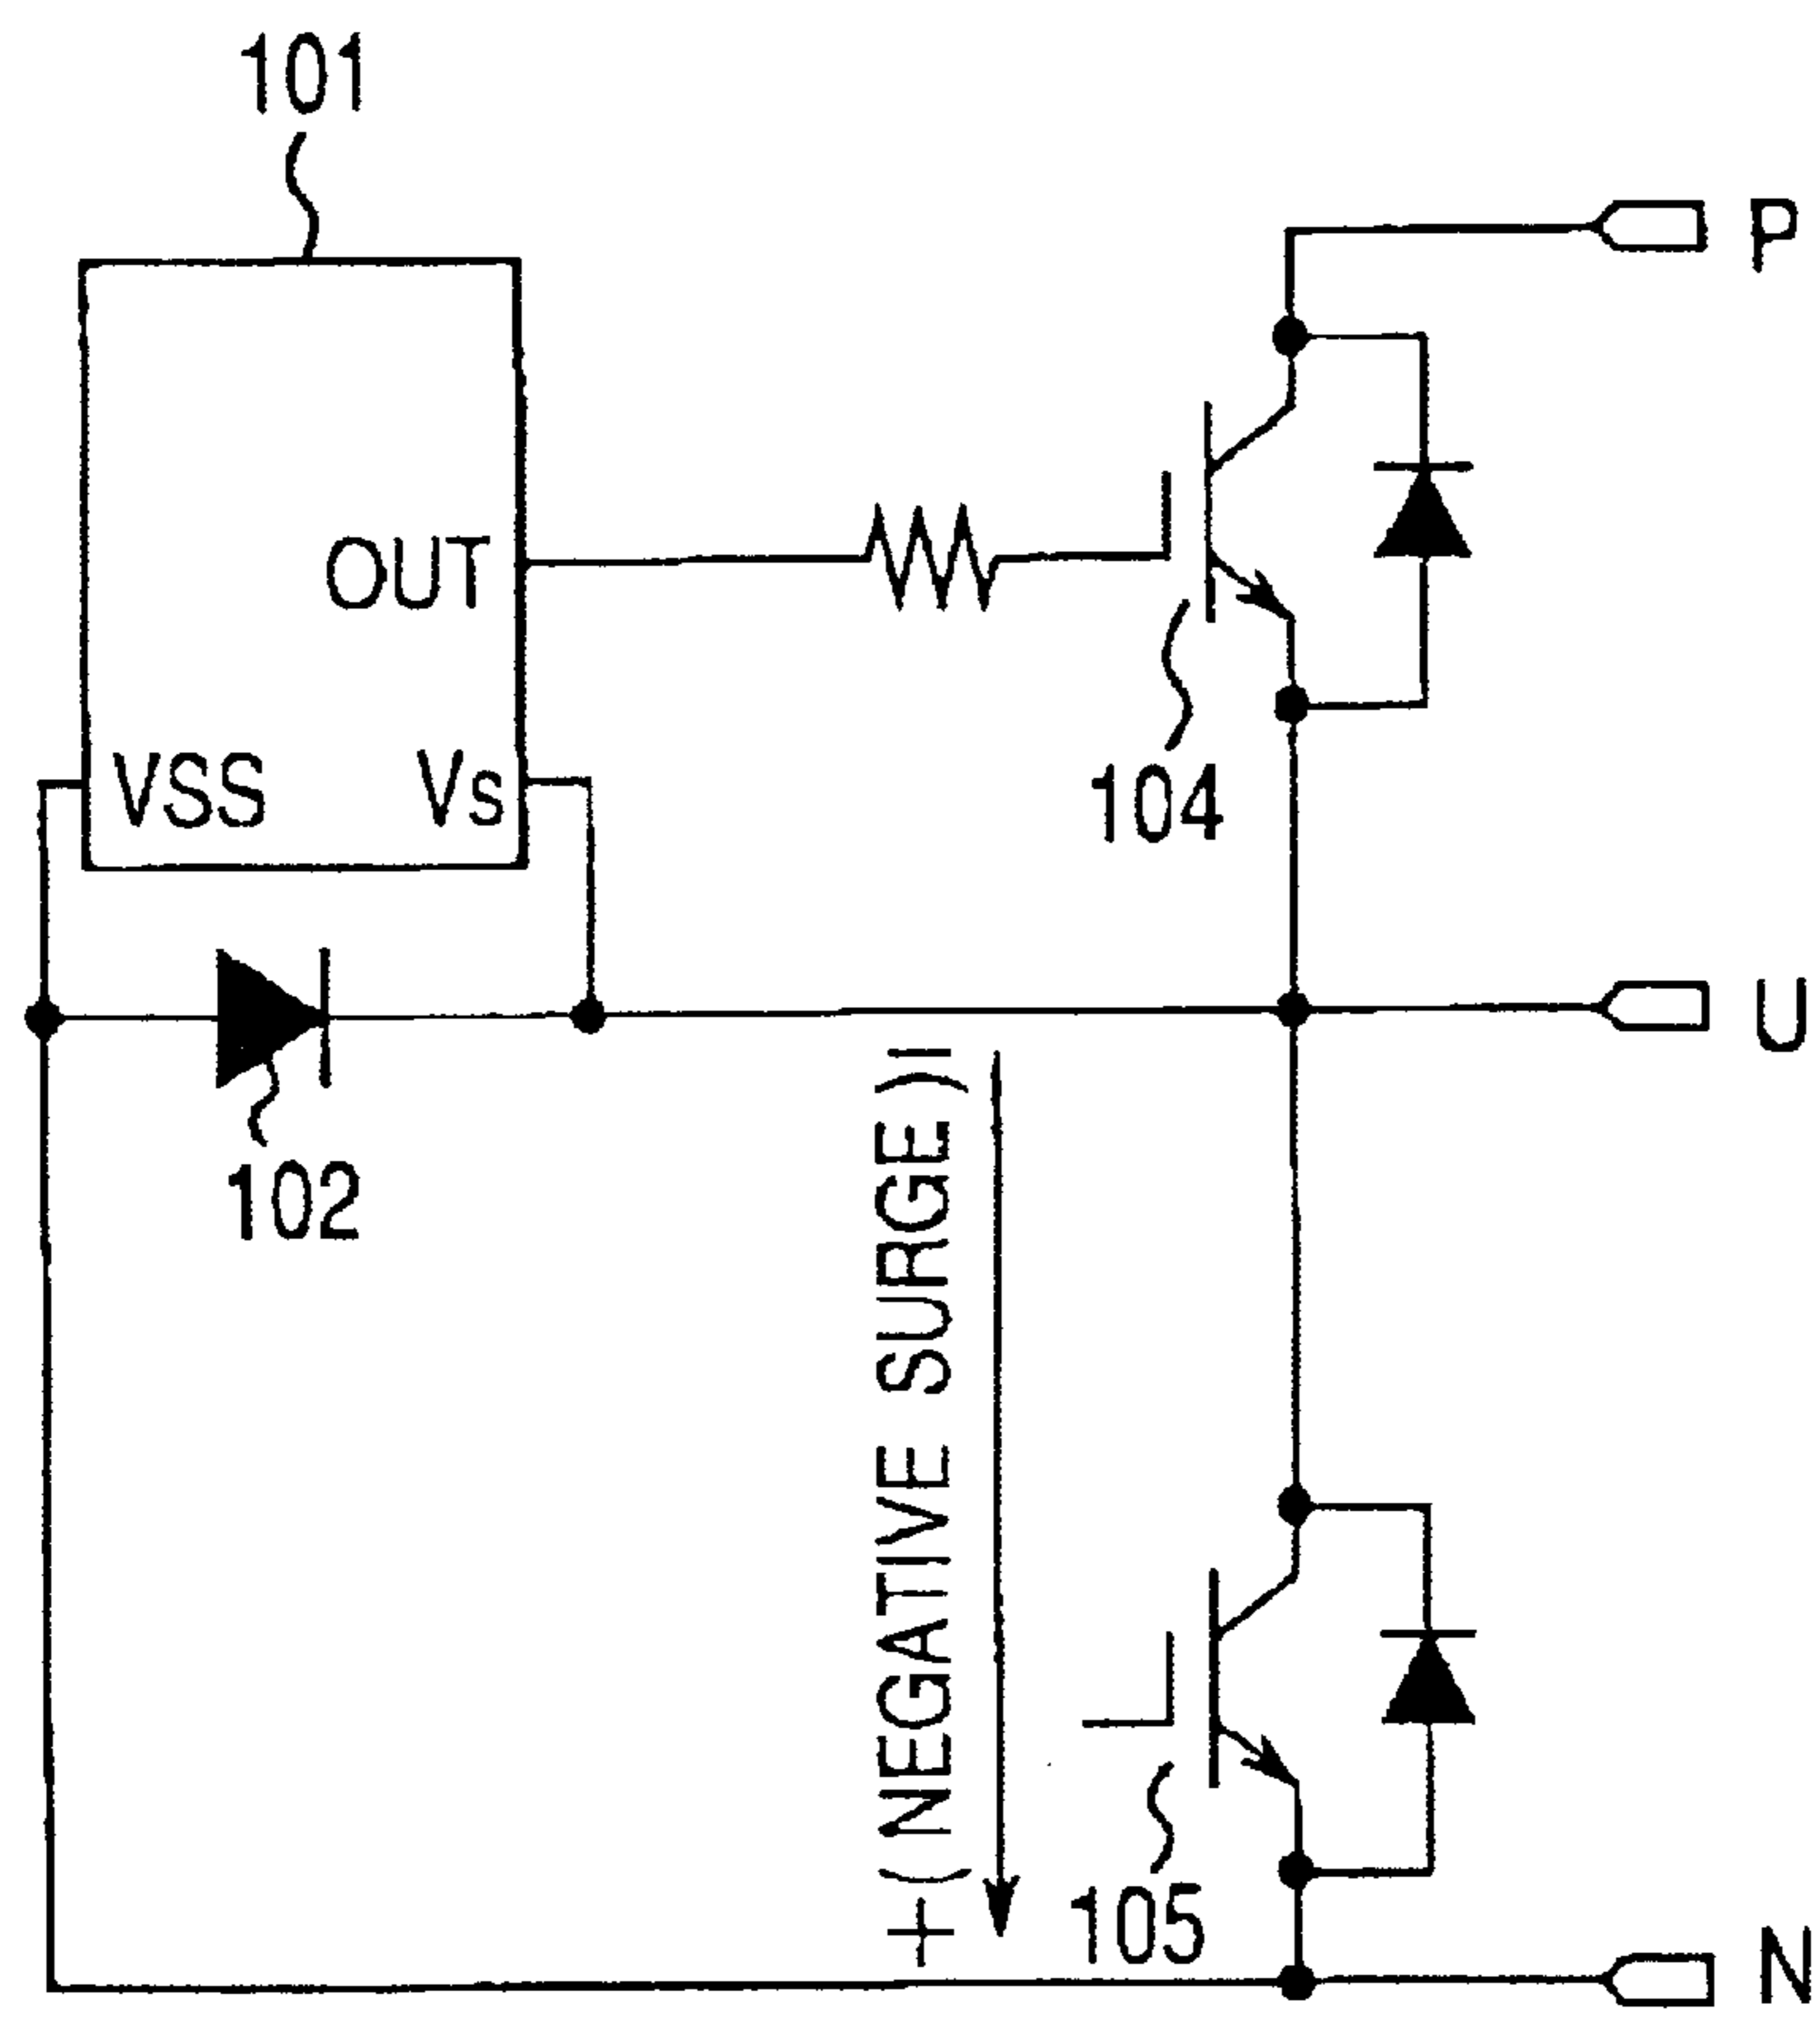 101
P
OUT
VSS
Vs
104
U
102
+(NEGATIVE SURGE)-
105
N